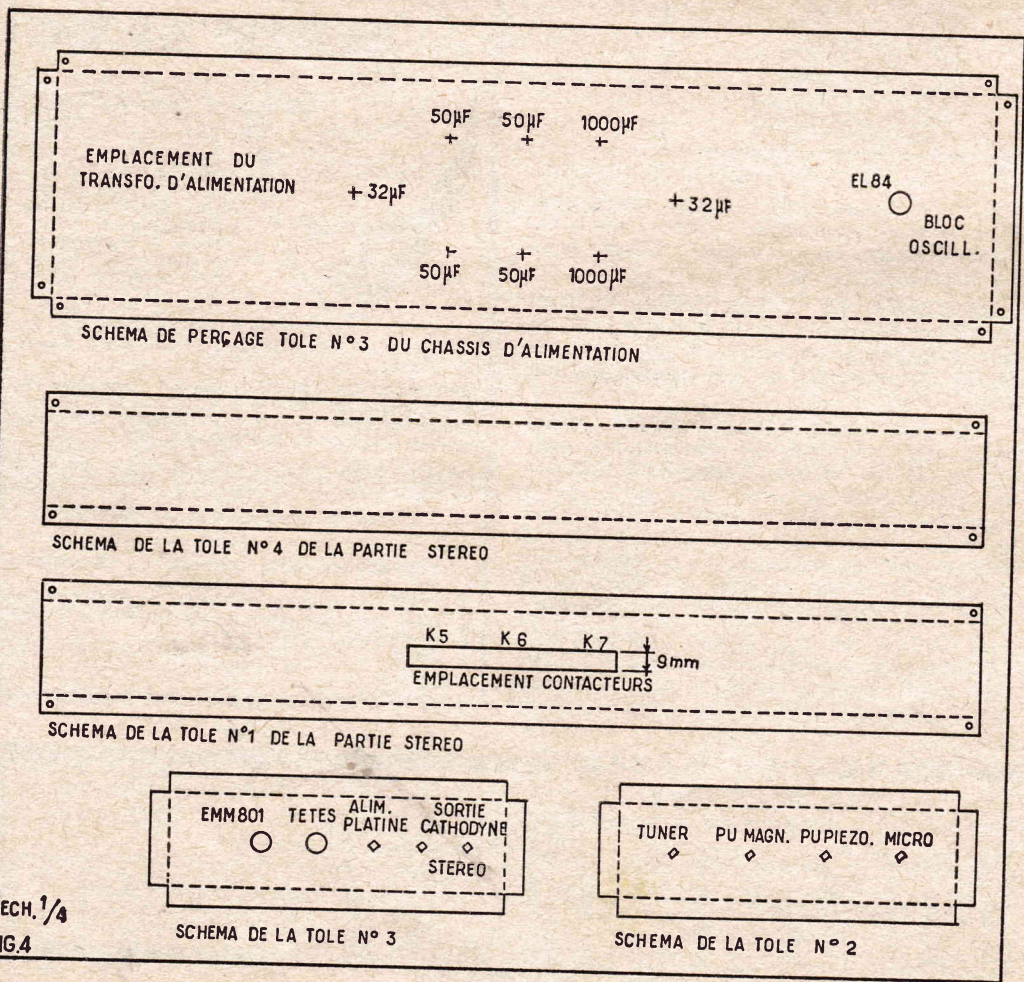 50µF 50µF 1000µF
EMPLACEMENT DU
TRANSFO. D'ALIMENTATION
32µF
32µF
EL84
BLOC
OSCILL.
50µF 50µF 1000µF
SCHEMA DE PERÇAGE TOLE N°3 DU CHASSIS D'ALIMENTATION
SCHEMA DE LA TOLE N°4 DE LA PARTIE STEREO
K5 K6 K7
9mm
EMPLACEMENT CONTACTEURS
SCHEMA DE LA TOLE N°1 DE LA PARTIE STEREO
EMM801 TETES
ALIM.
PLATINE
SORTIE
CATHODYNE
STEREO
SCHEMA DE LA TOLE N° 3
TUNER PU MAGN. PU PIEZO. MICRO
SCHEMA DE LA TOLE N° 2
ECH. 1/4
IG.4